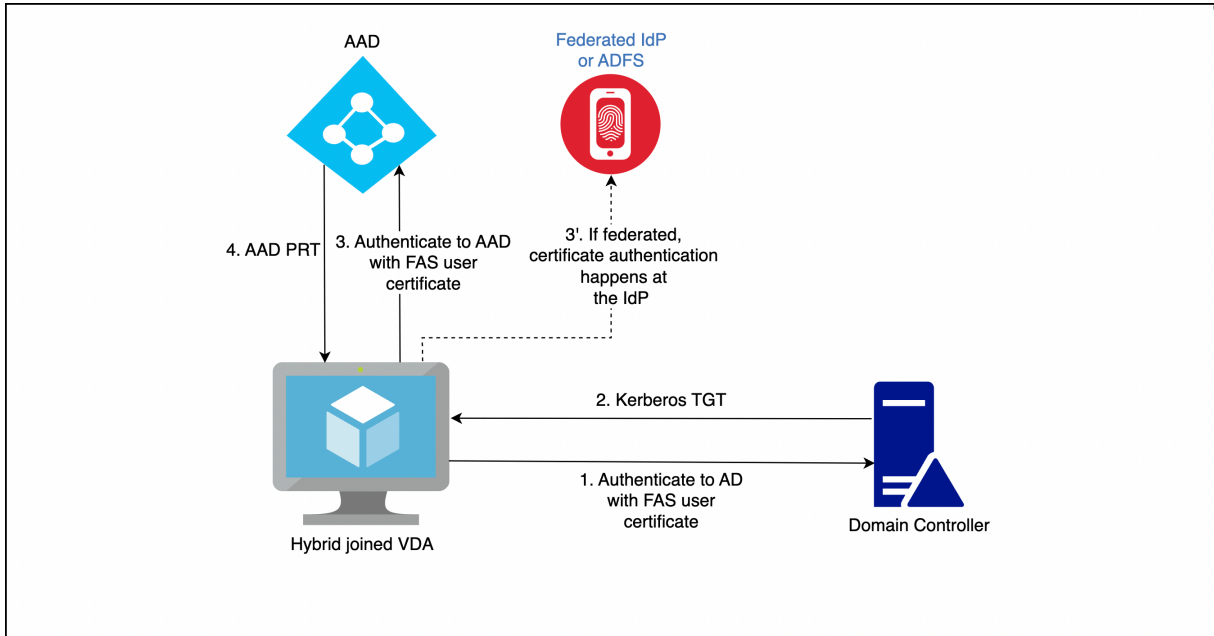 AAD
Federated IdP
or ADFS
4. AAD PRT
3. Authenticate to AAD
with FAS user
certificate
3'. If federated,
certificate authentication
happens at
the IdP
2. Kerberos TGT
1. Authenticate to AD
with FAS user
certificate
Hybrid joined VDA
Domain Controller